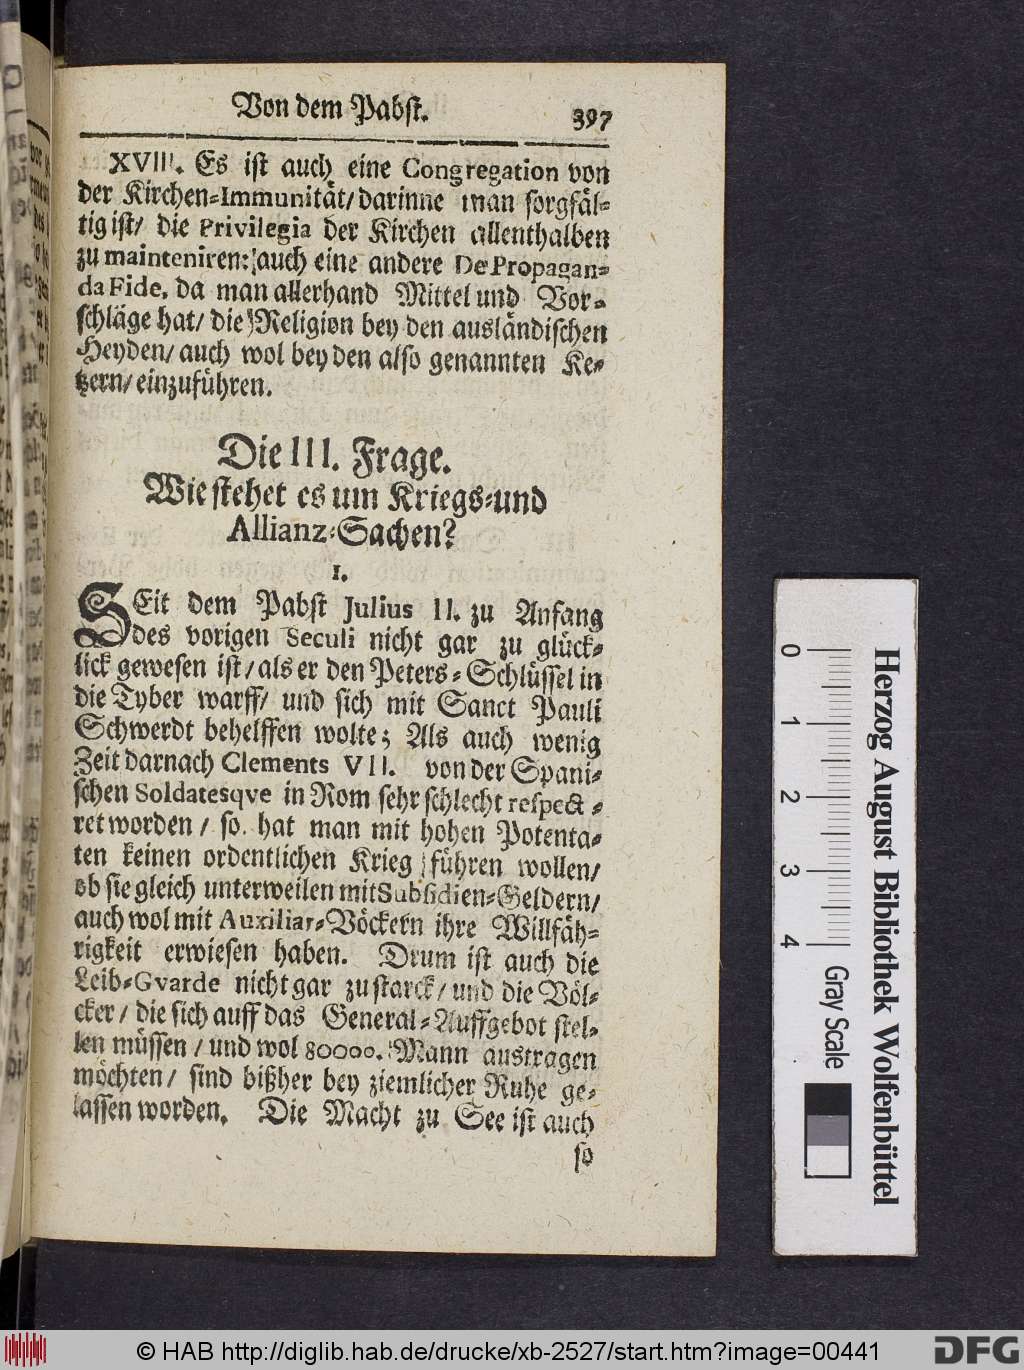 Von dem Pabst. 397
XVIII. Es ist auch eine Congregation von
der Kirchen-Immunität/ darinne man sorgfäl-
tig ist/ die Privilegia der Kirchen allenthalben
zu mainteniren: auch eine andere De Propagan-
da Fide, da man allerhand Mittel und Vor-
schläge hat/ die Religion bey den ausländischen
Heyden/ auch wol bey den also genannten Ke-
tzern/ einzuführen.
Die III. Frage.
Wie stehet es um Kriegs-und
Allianz-Sachen?
I.
SEit dem Pabst Julius II. zu Anfang
des vorigen Seculi nicht gar zu glück-
lick gewesen ist/ als er den Peters-Schlüssel in
die Tyber warff/ und sich mit Sanct Pauli
Schwerdt behelffen wolte; Als auch wenig
Zeit darnach Clements VII. von der Spani-
schen Soldatesqve in Rom sehr schlecht respect-
ret worden/ so. hat man mit hohen Potenta-
ten keinen ordentlichen Krieg führen wollen/
ob sie gleich unterweilen mit Subsidien-Geldern/
auch wol mit Auxiliar-Völckern ihre Willfäh-
rigkeit erwiesen haben. Drum ist auch die
Leib-Gvarde nicht gar zu starck/ und die Völ-
cker/ die sich auff das General-Auffgebot stel-
len müssen/ und wol 80000. Mann austragen
möchten/ sind bißher bey ziemlicher Ruhe ge-
lassen worden. Die Macht zu See ist auch
so
0 1 2 3 4
Gray Scale
Herzog August Bibliothek Wolfenbüttel
© HAB http://diglib.hab.de/drucke/xb-2527/start.htm?image=00441
DFG